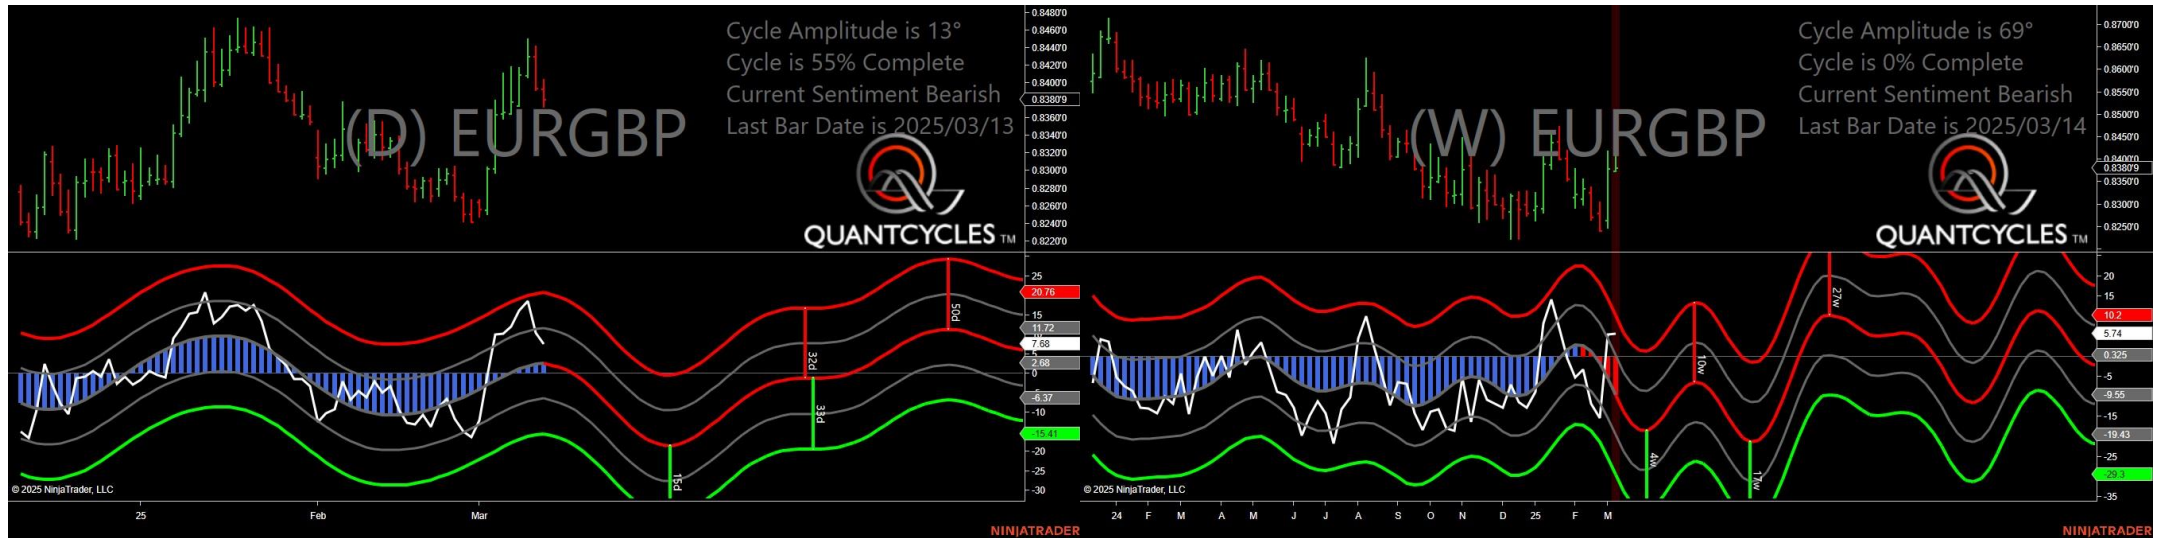 Cycle Amplitude is 13°
Cycle is 55% Complete
Current Sentiment Bearish
Last Bar Date is 2025/03/13
(D) EURGBP
QUANTCYCLES TM
0.8480'0
0.8460'0
0.8440'0
0.8420'0
0.8400'0
0.8380'9
0.8360'0
0.8340'0
0.8320'0
0.8300'0
0.8280'0
0.8260'0
0.8240'0
0.8220'0
25
20.76
15
11.72
7.68
5
2.68
0
-6.37
-10
-15.41
-20
-25
-30
50d
32d
33d
15d
© 2025 NinjaTrader, LLC
25
Feb
Mar
NINJATRADER
Cycle Amplitude is 69°
Cycle is 0% Complete
Current Sentiment Bearish
Last Bar Date is 2025/03/14
(W) EURGBP
QUANTCYCLES TM
0.8700'0
0.8650'0
0.8600'0
0.8550'0
0.8500'0
0.8450'0
0.8400'0
0.8380'9
0.8350'0
0.8300'0
0.8250'0
20
15
10.2
5.74
0.325
-5
-9.55
-15
-19.43
-25
-29.3
-35
27w
10w
4w
17w
© 2025 NinjaTrader, LLC
24 F M A M J J A S O N D 25 F M
NINJATRADER